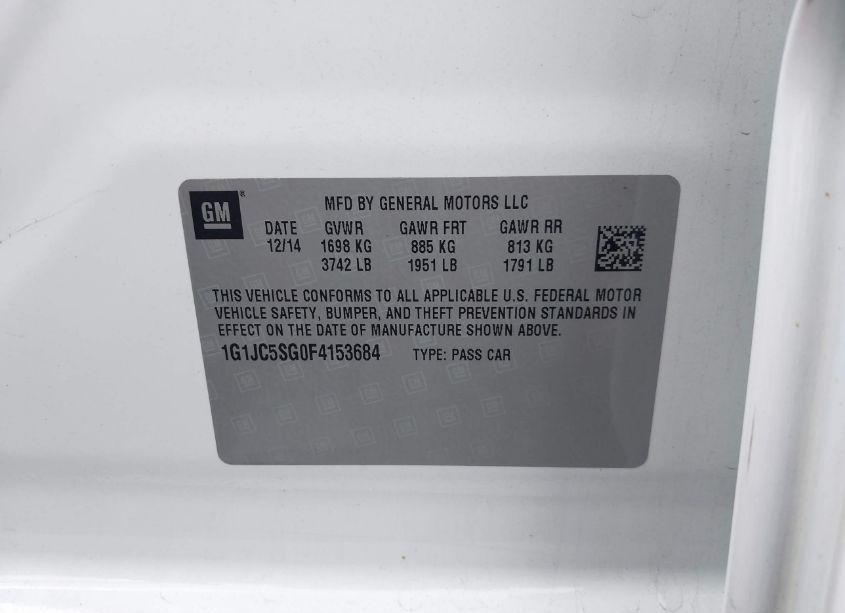 GM ®
MFD BY GENERAL MOTORS LLC
DATE GVWR GAWR FRT GAWR RR
12/14 1698 KG 885 KG 813 KG
3742 LB 1951 LB 1791 LB
THIS VEHICLE CONFORMS TO ALL APPLICABLE U.S. FEDERAL MOTOR
VEHICLE SAFETY, BUMPER, AND THEFT PREVENTION STANDARDS IN
EFFECT ON THE DATE OF MANUFACTURE SHOWN ABOVE.
1G1JC5SG0F4153684 TYPE: PASS CAR